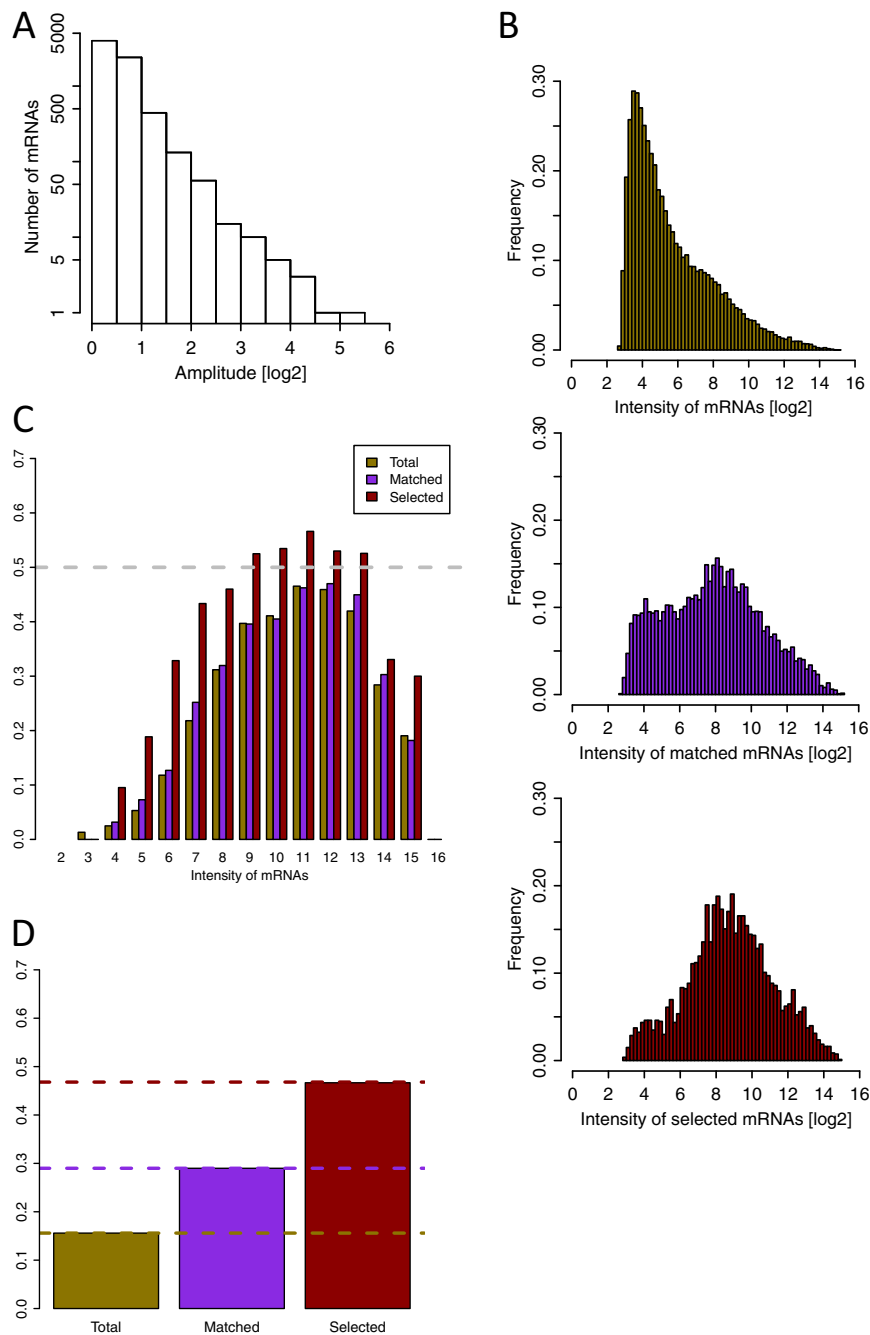 A
Number of mRNAs
5000
500
50
5
1
0 1 2 3 4 5 6
Amplitude [log2]
B
Frequency
0.30
0.20
0.10
0.00
0 2 4 6 8 10 12 14 16
Intensity of mRNAs [log2]
Frequency
0.30
0.20
0.10
0.00
0 2 4 6 8 10 12 14 16
Intensity of matched mRNAs [log2]
Frequency
0.30
0.20
0.10
0.00
0 2 4 6 8 10 12 14 16
Intensity of selected mRNAs [log2]
C
0.7
0.6
0.5
0.4
0.3
0.2
0.1
0.0
Total
Matched
Selected
2 3 4 5 6 7 8 9 10 11 12 13 14 15 16
Intensity of mRNAs
D
0.7
0.6
0.5
0.4
0.3
0.2
0.1
0.0
Total Matched Selected